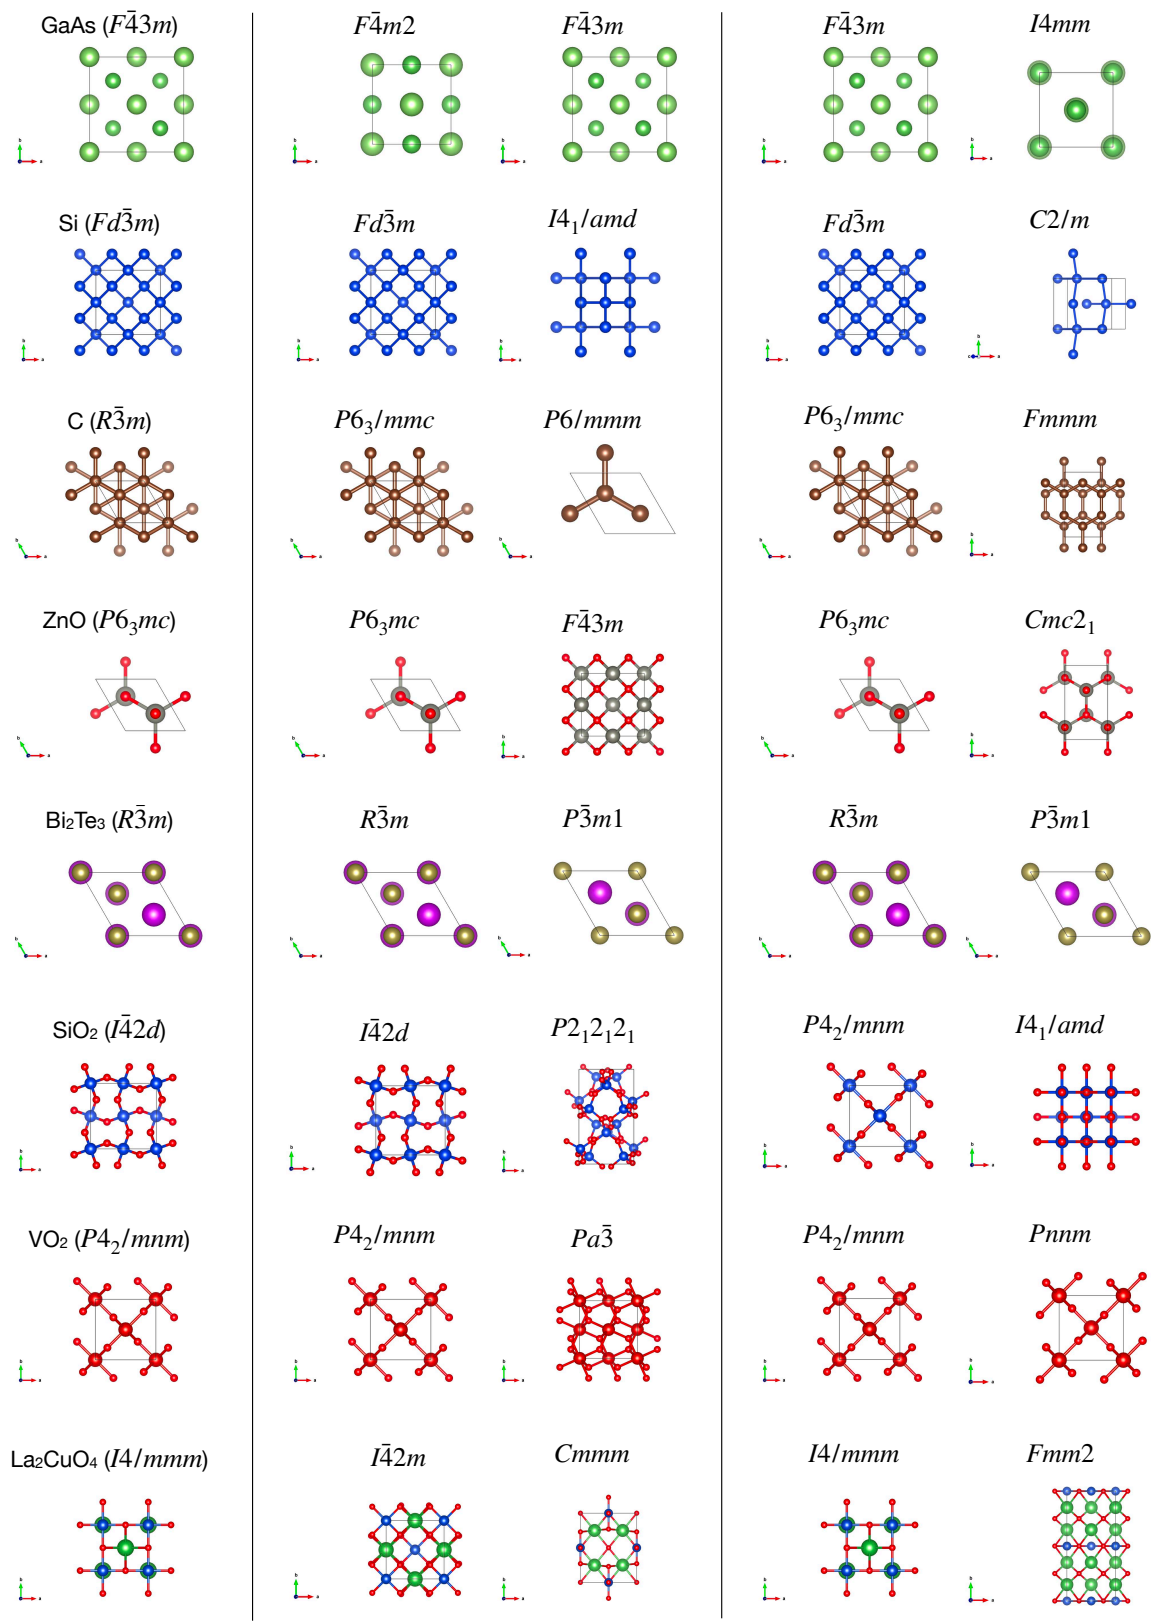 GaAs (F4̄3m) F4̄m2 F4̄3m F4̄3m I4mm
Si (Fd3̄m) Fd3̄m I4₁/amd Fd3̄m C2/m
C (R3̄m) P6₃/mmc P6/mmm P6₃/mmc Fmmm
ZnO (P6₃mc) P6₃mc F4̄3m P6₃mc Cmc2₁
Bi₂Te₃ (R3̄m) R3̄m P3̄m1 R3̄m P3̄m1
SiO₂ (I4̄2d) I4̄2d P2₁2₁2₁ P4₂/mnm I4₁/amd
VO₂ (P4₂/mnm) P4₂/mnm Pa3̄ P4₂/mnm Pnnm
La₂CuO₄ (I4/mmm) I4̄2m Cmmm I4/mmm Fmm2